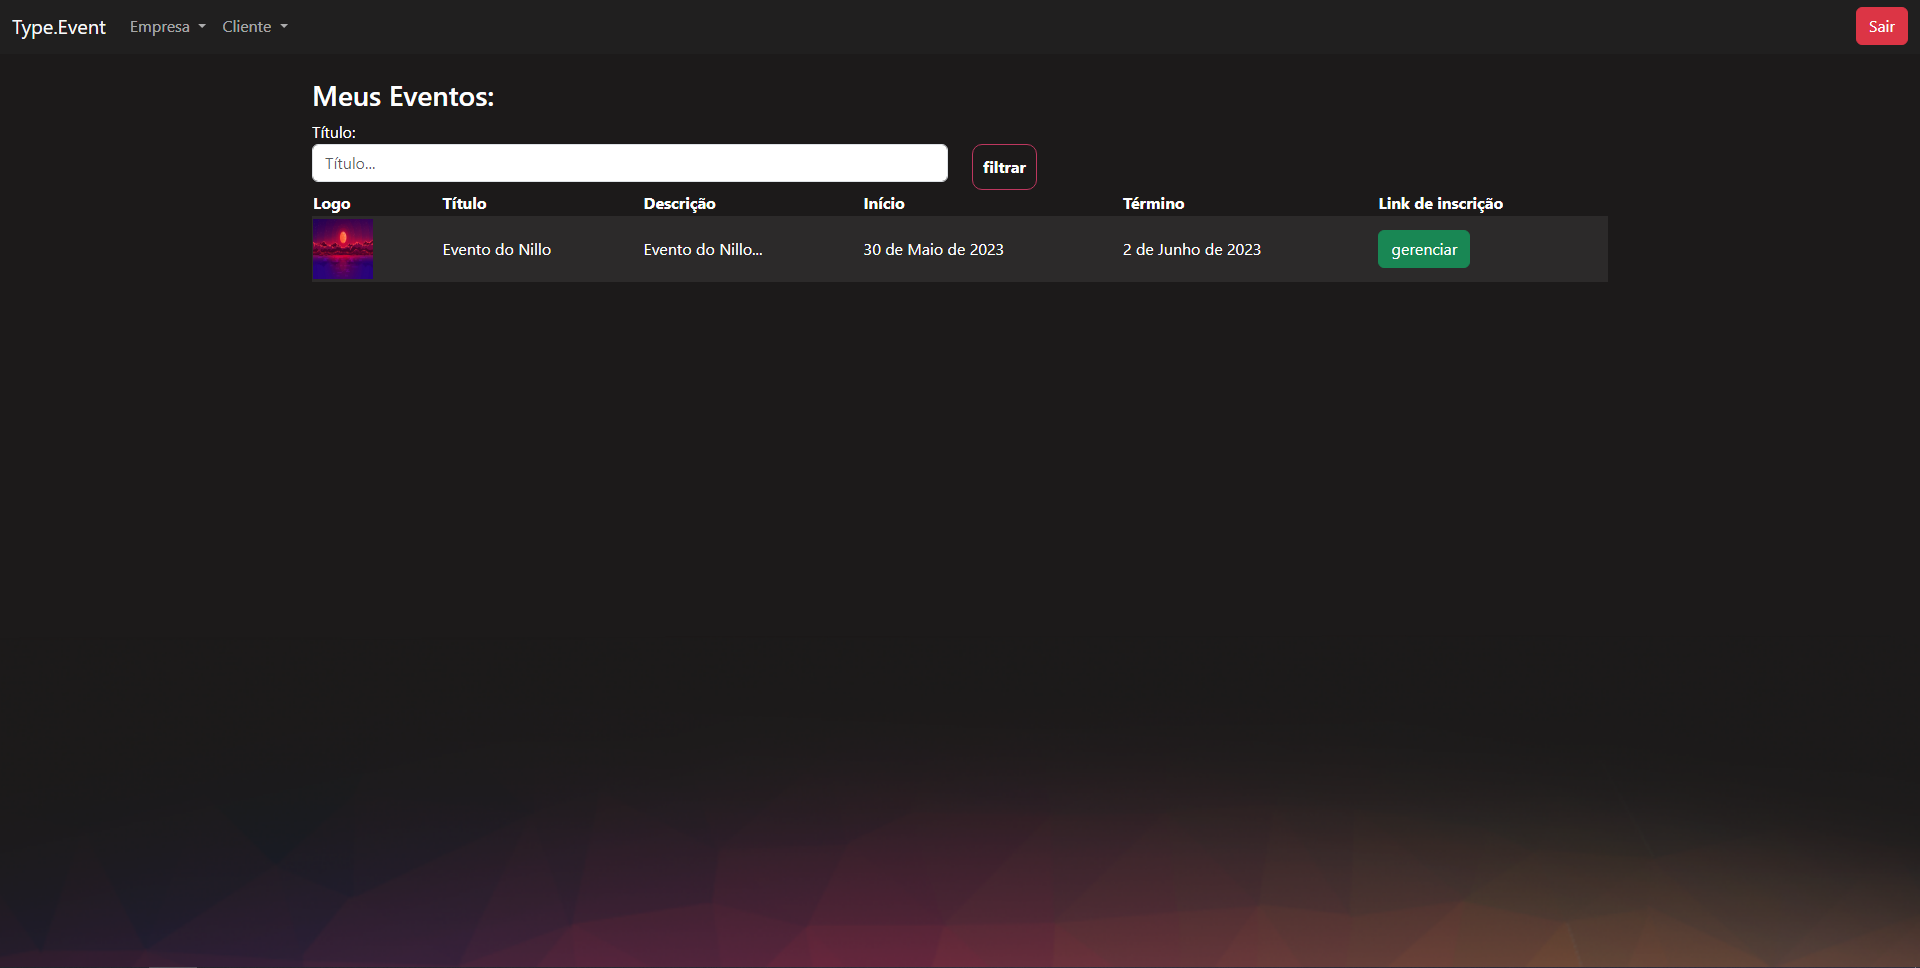 Type.Event Empresa Cliente Sair
Meus Eventos:
Título:
Título...
filtrar
Logo Título Descrição Início Término Link de inscrição
Evento do Nillo Evento do Nillo... 30 de Maio de 2023 2 de Junho de 2023 gerenciar